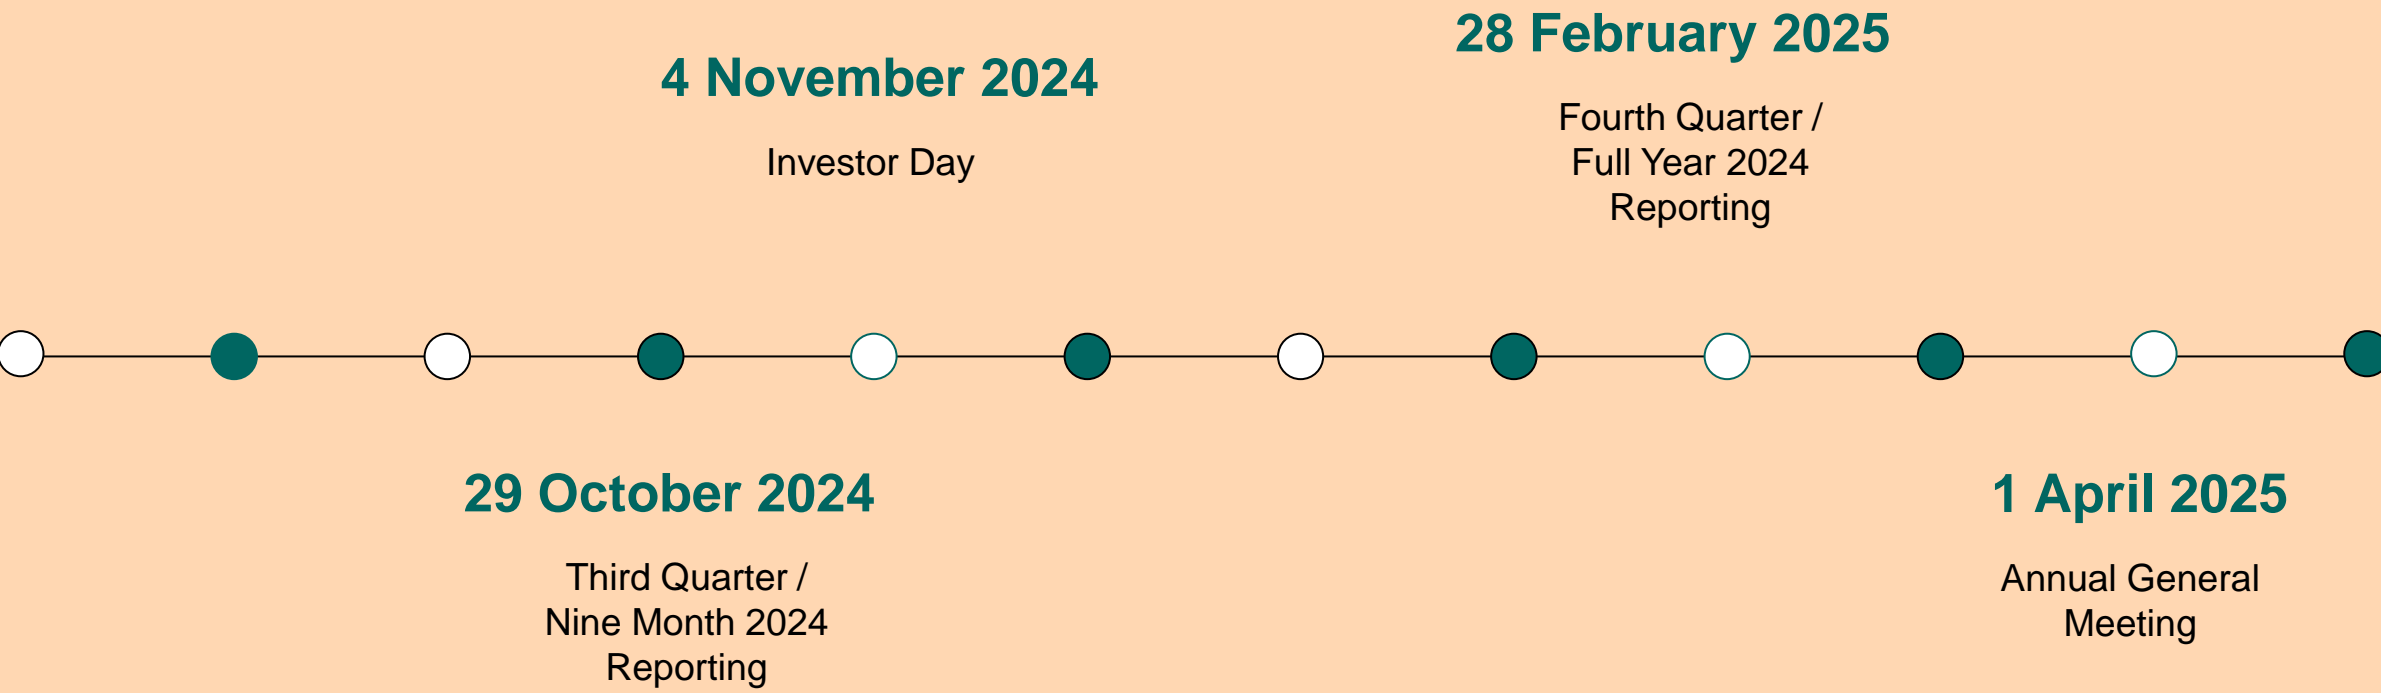 4 November 2024
Investor Day
28 February 2025
Fourth Quarter /
Full Year 2024
Reporting
29 October 2024
Third Quarter /
Nine Month 2024
Reporting
1 April 2025
Annual General
Meeting